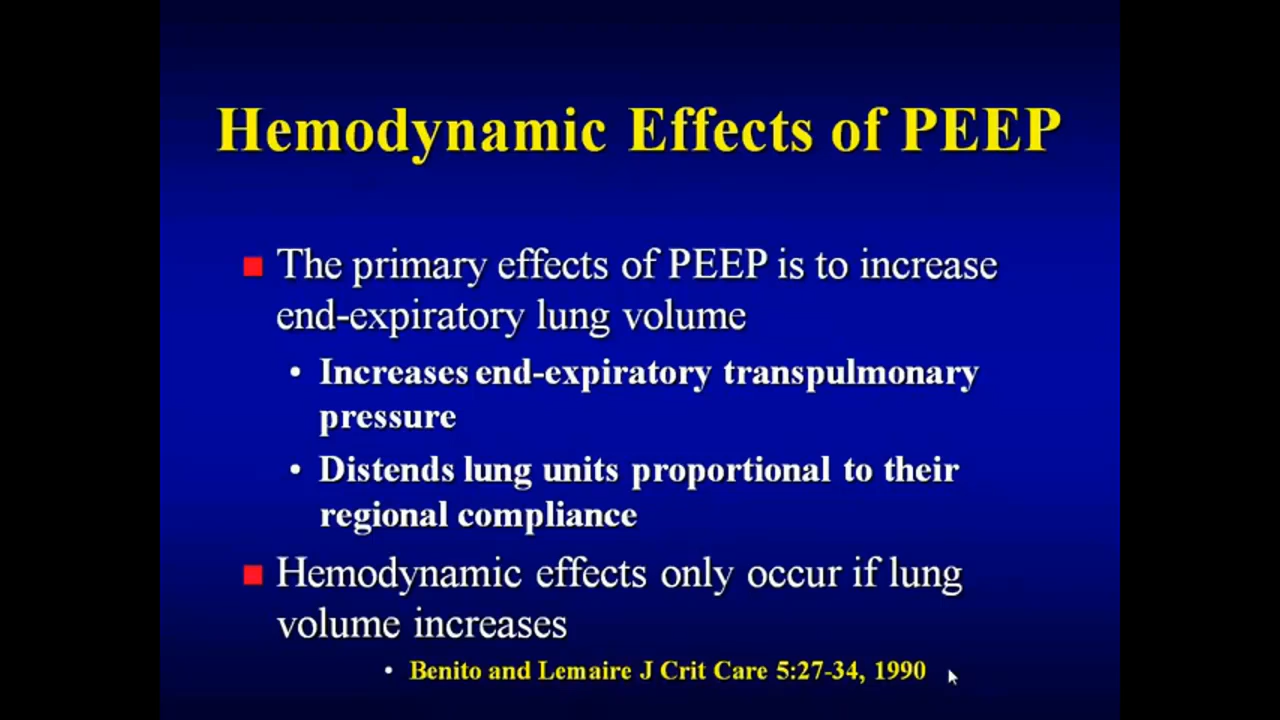 Hemodynamic Effects of PEEP
The primary effects of PEEP is to increase
end-expiratory lung volume
• Increases end-expiratory transpulmonary
pressure
• Distends lung units proportional to their
regional compliance
Hemodynamic effects only occur if lung
volume increases
• Benito and Lemaire J Crit Care 5:27-34, 1990